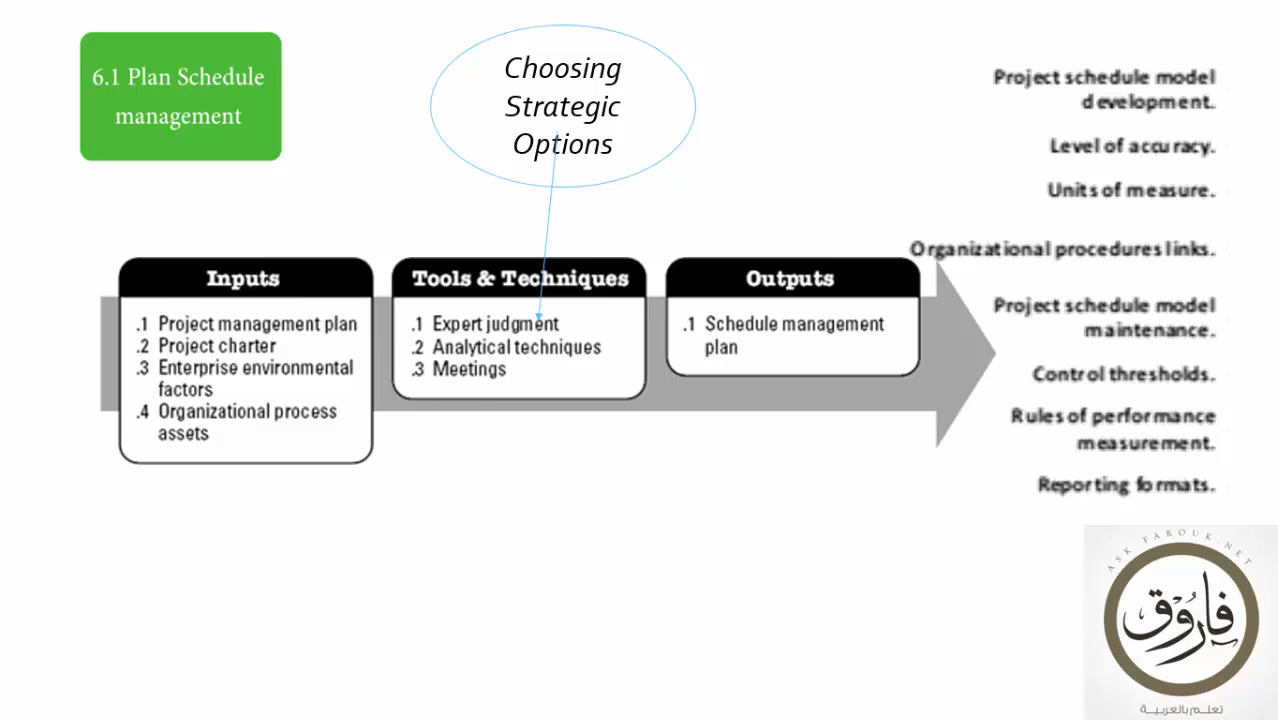 6.1 Plan Schedule
management
Choosing
Strategic
Options
Inputs
.1 Project management plan
.2 Project charter
.3 Enterprise environmental
factors
.4 Organizational process
assets
Tools & Techniques
.1 Expert judgment
.2 Analytical techniques
.3 Meetings
Outputs
.1 Schedule management
plan
Project schedule model
development.
Level of accuracy.
Units of measure.
Organizational procedures links.
Project schedule model
maintenance.
Control thresholds.
Rules of performance
measurement.
Reporting formats.
ASK FAROUK.NET
فاروق
تعلم بالعربية